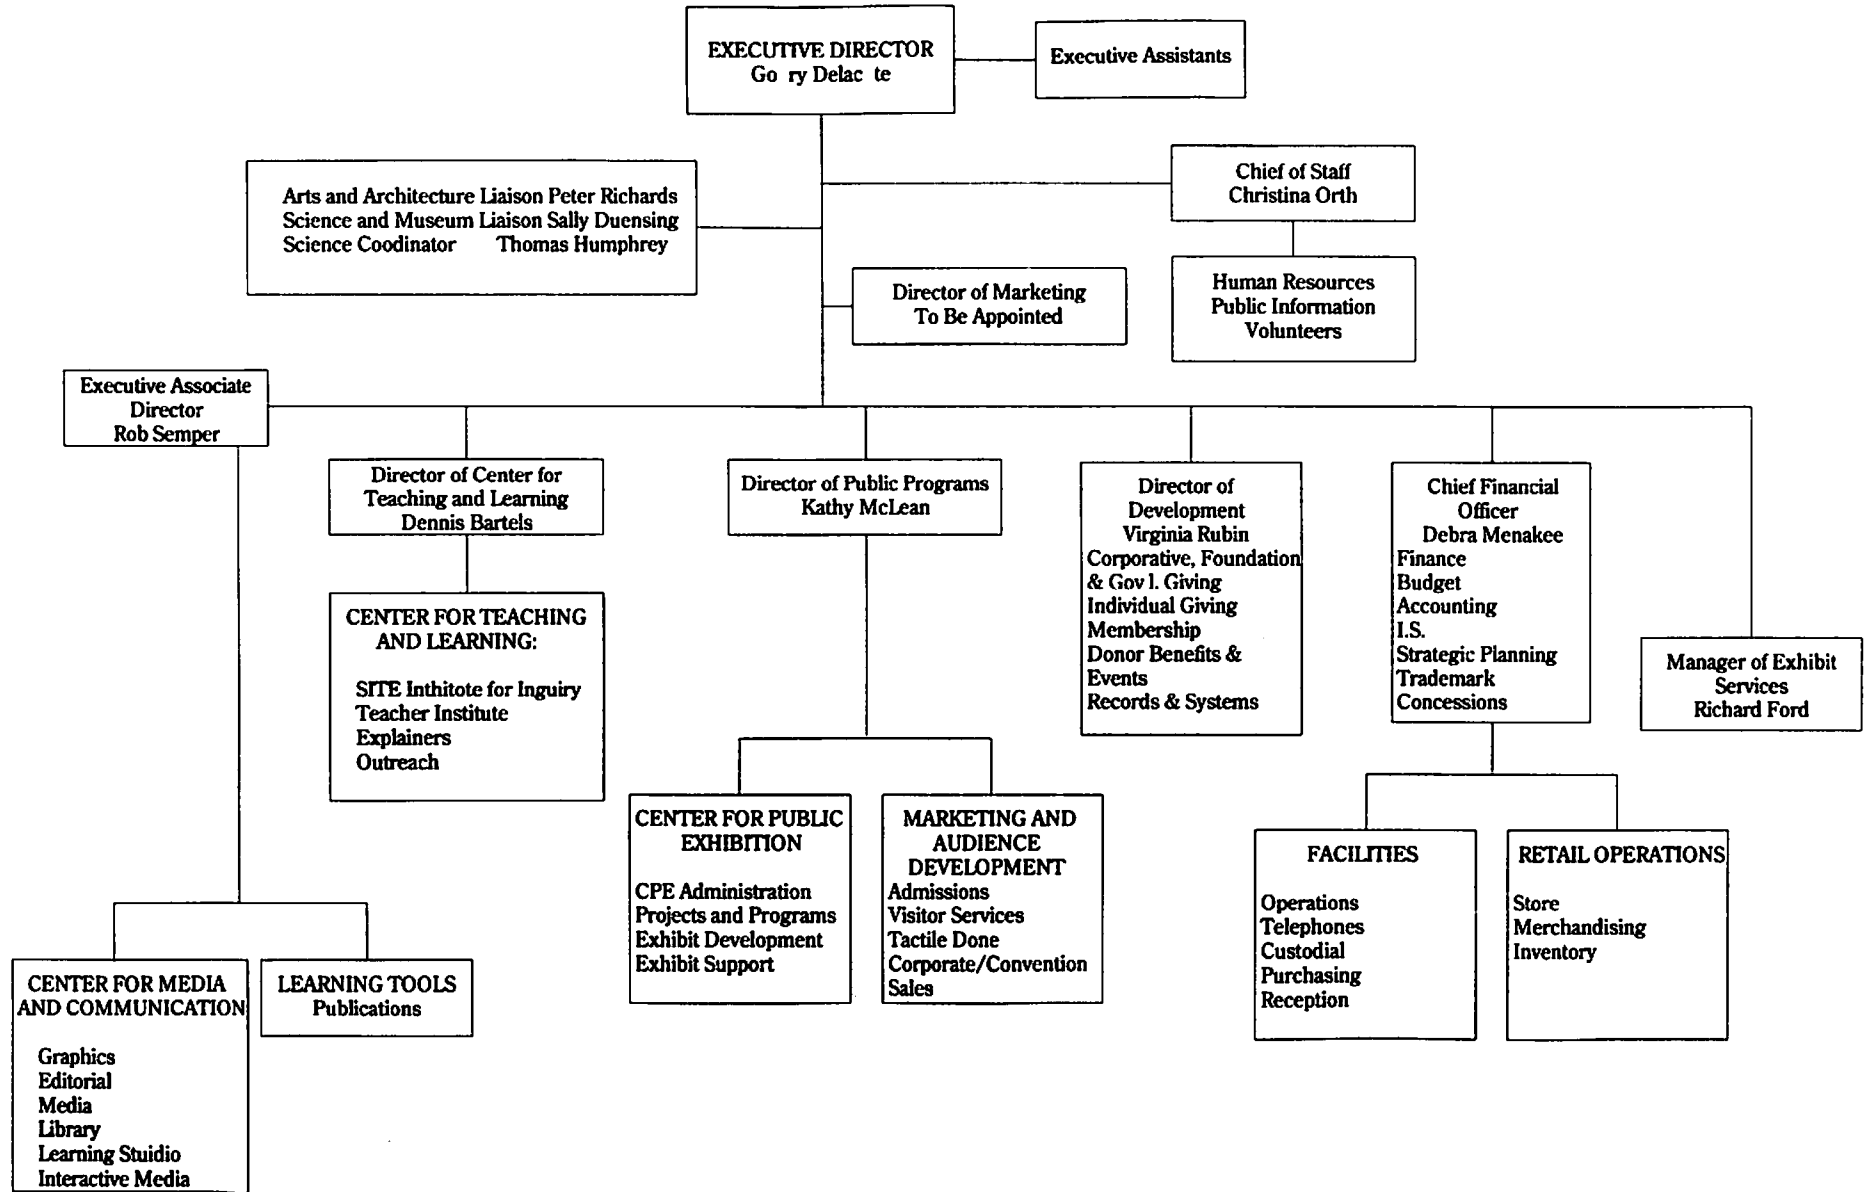 EXECUTIVE DIRECTOR
Go ry Delac te
Executive Assistants
Arts and Architecture Liaison Peter Richards
Science and Museum Liaison Sally Duensing
Science Coodinator Thomas Humphrey
Chief of Staff
Christina Orth
Human Resources
Public Information
Volunteers
Director of Marketing
To Be Appointed
Executive Associate
Director
Rob Semper
Director of Center for
Teaching and Learning
Dennis Bartels
Director of Public Programs
Kathy McLean
Director of
Development
Virginia Rubin
Corporative, Foundation
& Gov l. Giving
Individual Giving
Membership
Donor Benefits &
Events
Records & Systems
Chief Financial
Officer
Debra Menakee
Finance
Budget
Accounting
I.S.
Strategic Planning
Trademark
Concessions
Manager of Exhibit
Services
Richard Ford
CENTER FOR TEACHING
AND LEARNING:
SITE Inthitote for Inguiry
Teacher Institute
Explainers
Outreach
CENTER FOR PUBLIC
EXHIBITION
CPE Administration
Projects and Programs
Exhibit Development
Exhibit Support
MARKETING AND
AUDIENCE
DEVELOPMENT
Admissions
Visitor Services
Tactile Done
Corporate/Convention
Sales
FACILITIES
Operations
Telephones
Custodial
Purchasing
Reception
RETAIL OPERATIONS
Store
Merchandising
Inventory
CENTER FOR MEDIA
AND COMMUNICATION
Graphics
Editorial
Media
Library
Learning Stuidio
Interactive Media
LEARNING TOOLS
Publications